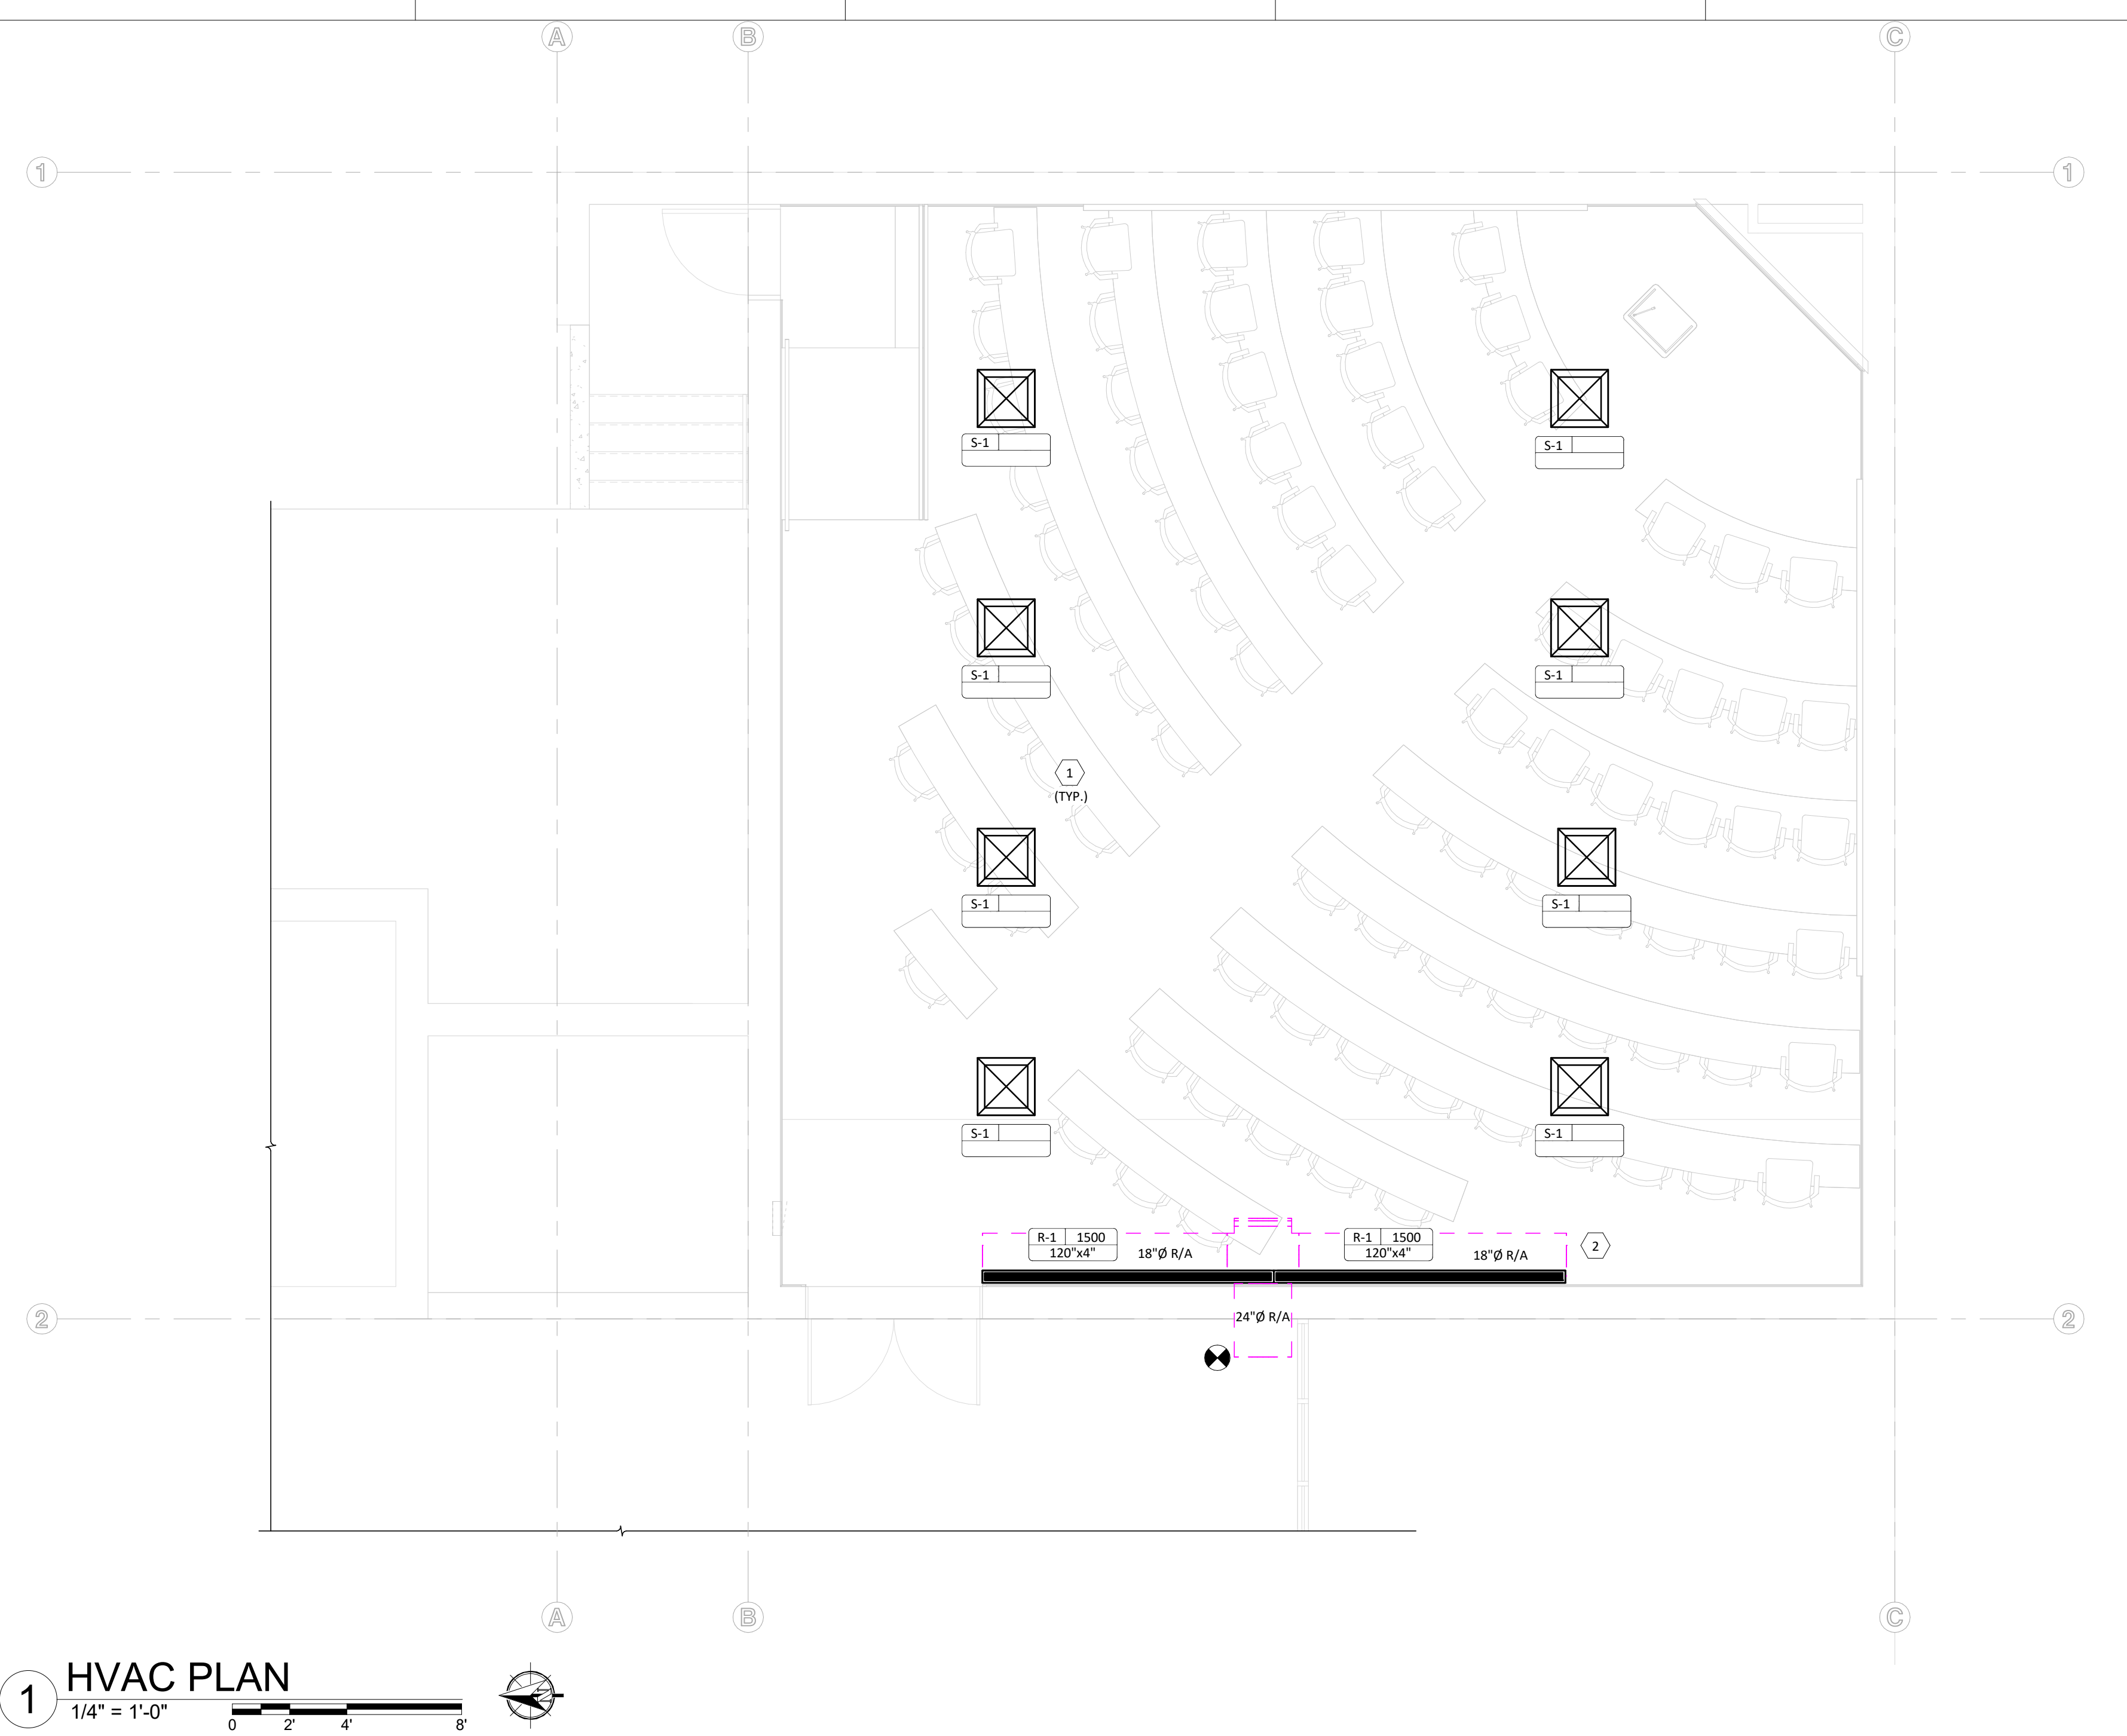 A B C
1 1
S-1
S-1
S-1
S-1
1
(TYP.)
S-1
S-1
S-1
S-1
R-1 1500
120"x4"
18"Ø R/A
R-1 1500
120"x4"
18"Ø R/A
2
2 24"Ø R/A 2
A B C
1 HVAC PLAN
1/4" = 1'-0"
0 2' 4' 8'
N